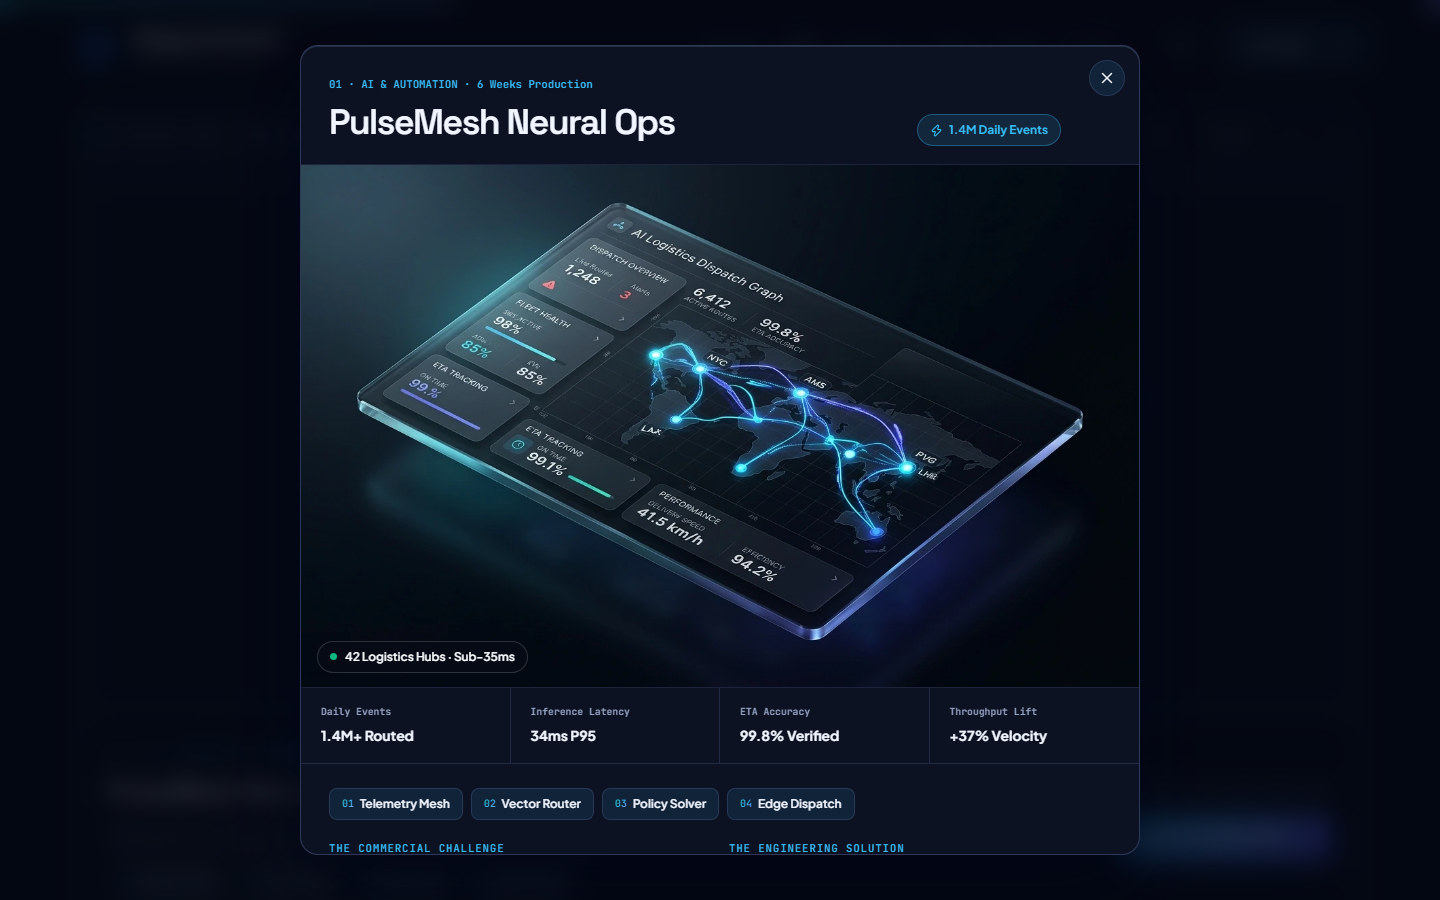 01 · AI & AUTOMATION · 6 Weeks Production
PulseMesh Neural Ops
1.4M Daily Events
AI Logistics Dispatch Graph
DISPATCH OVERVIEW
Live Routes
1,248
Alerts
3
6,412
ACTIVE ROUTES
99.8%
ETA ACCURACY
FLEET HEALTH
98%
85%
85%
ETA TRACKING
ON TIME
99.%
NYC
AMS
LAX
PVG
LHR
ETA TRACKING
ON TIME
99.1%
PERFORMANCE
DELIVERY SPEED
41.5 km/h
EFFICIENCY
94.2%
42 Logistics Hubs · Sub-35ms
Daily Events
1.4M+ Routed
Inference Latency
34ms P95
ETA Accuracy
99.8% Verified
Throughput Lift
+37% Velocity
01 Telemetry Mesh
02 Vector Router
03 Policy Solver
04 Edge Dispatch
THE COMMERCIAL CHALLENGE
THE ENGINEERING SOLUTION